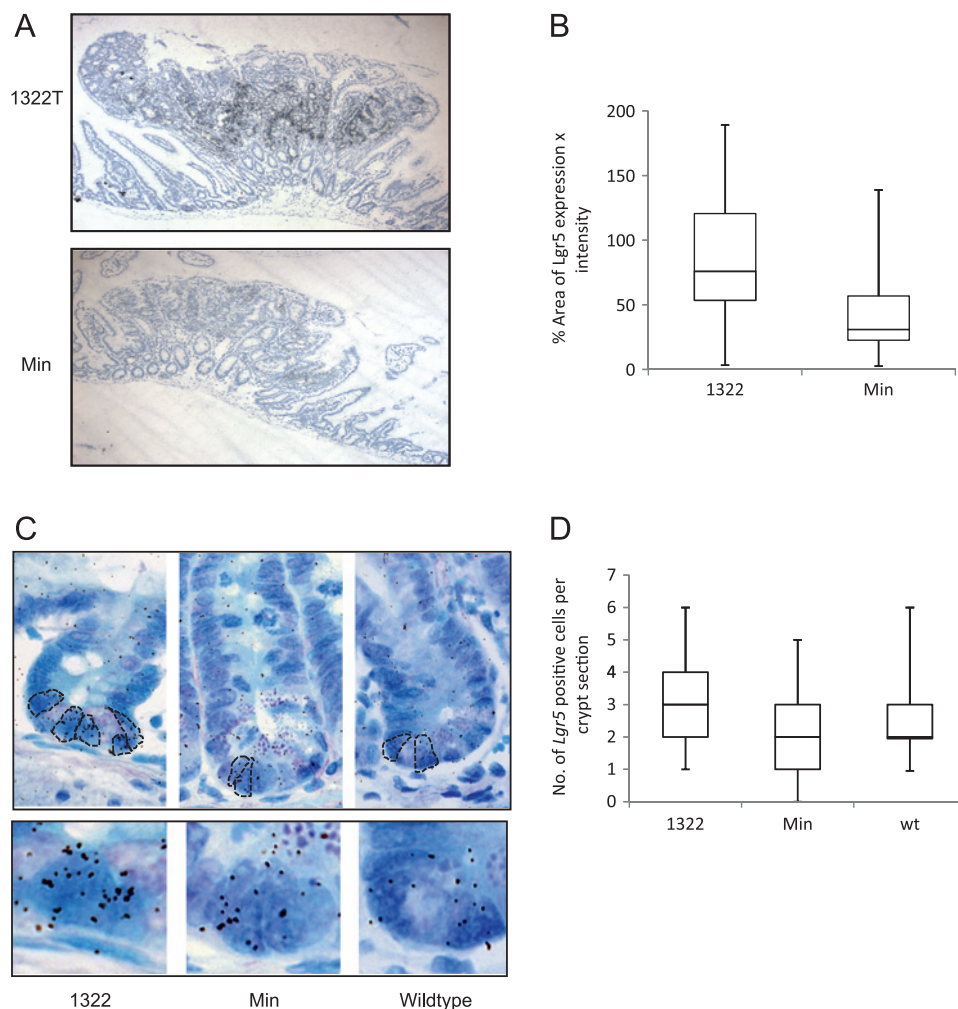 A
1322T
Min
B
% Area of Lgr5 expression x
intensity
200
150
100
50
0
1322
Min
C
1322
Min
Wildtype
D
No. of Lgr5 positive cells per
crypt section
7
6
5
4
3
2
1
0
1322
Min
wt